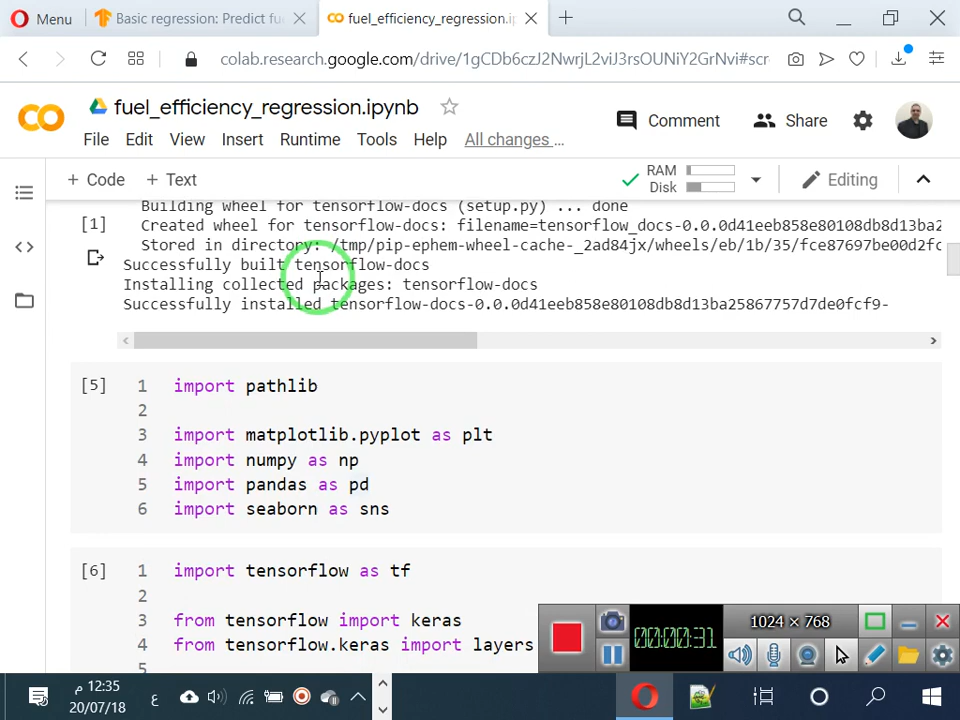 Menu
Basic regression: Predict fu
fuel_efficiency_regression.i
colab.research.google.com/drive/1gCDb6czJ2NwrjL2viJ3rsOUNiY2GrNvi#scr
fuel_efficiency_regression.ipynb
Comment
Share
File Edit View Insert Runtime Tools Help All changes …
+ Code + Text
RAM
Disk
Editing
Building wheel for tensorflow-docs (setup.py) ... done
[1]
Created wheel for tensorflow-docs: filename=tensorflow_docs-0.0.0d41eeb858e80108db8d13ba2
Stored in directory: /tmp/pip-ephem-wheel-cache-_2ad84jx/wheels/eb/1b/35/fce87697be00d2fc
Successfully built tensorflow-docs
Installing collected packages: tensorflow-docs
Successfully installed tensorflow-docs-0.0.0d41eeb858e80108db8d13ba25867757d7de0fcf9-
[5]
1 import pathlib
2
3 import matplotlib.pyplot as plt
4 import numpy as np
5 import pandas as pd
6 import seaborn as sns
[6]
1 import tensorflow as tf
2
3 from tensorflow import keras
4 from tensorflow.keras import layers
5
00:00:31
1024 × 768
12:35 م
20/07/18
ع